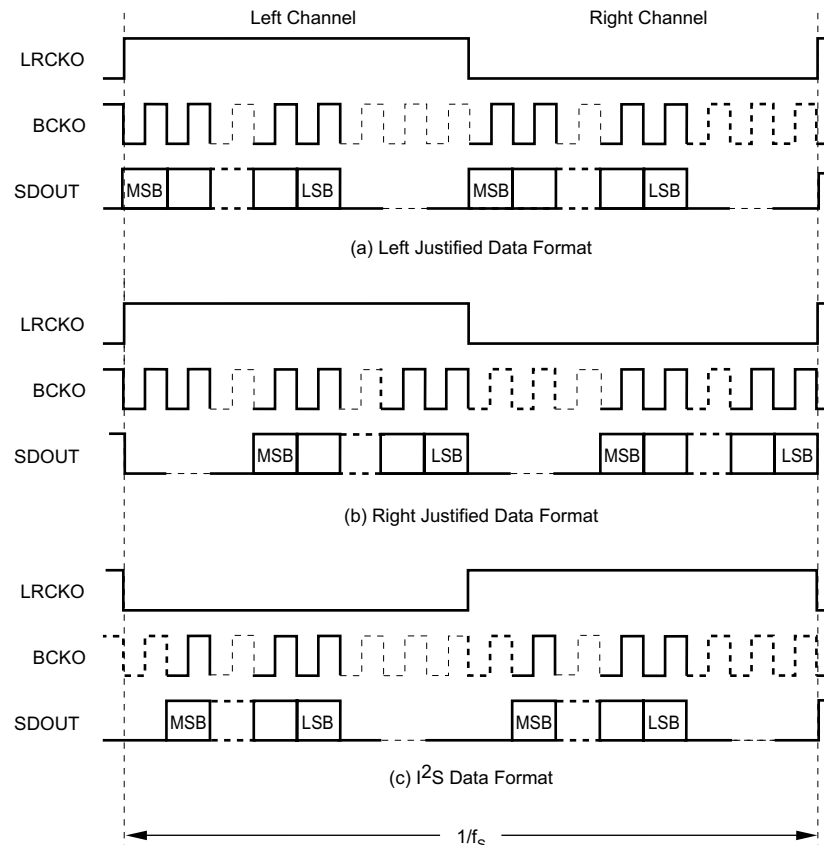 Left Channel Right Channel
LRCKO
BCKO
SDOUT MSB LSB MSB LSB
(a) Left Justified Data Format
LRCKO
BCKO
SDOUT MSB LSB MSB LSB
(b) Right Justified Data Format
LRCKO
BCKO
SDOUT MSB LSB MSB LSB
(c) I²S Data Format
1/fS